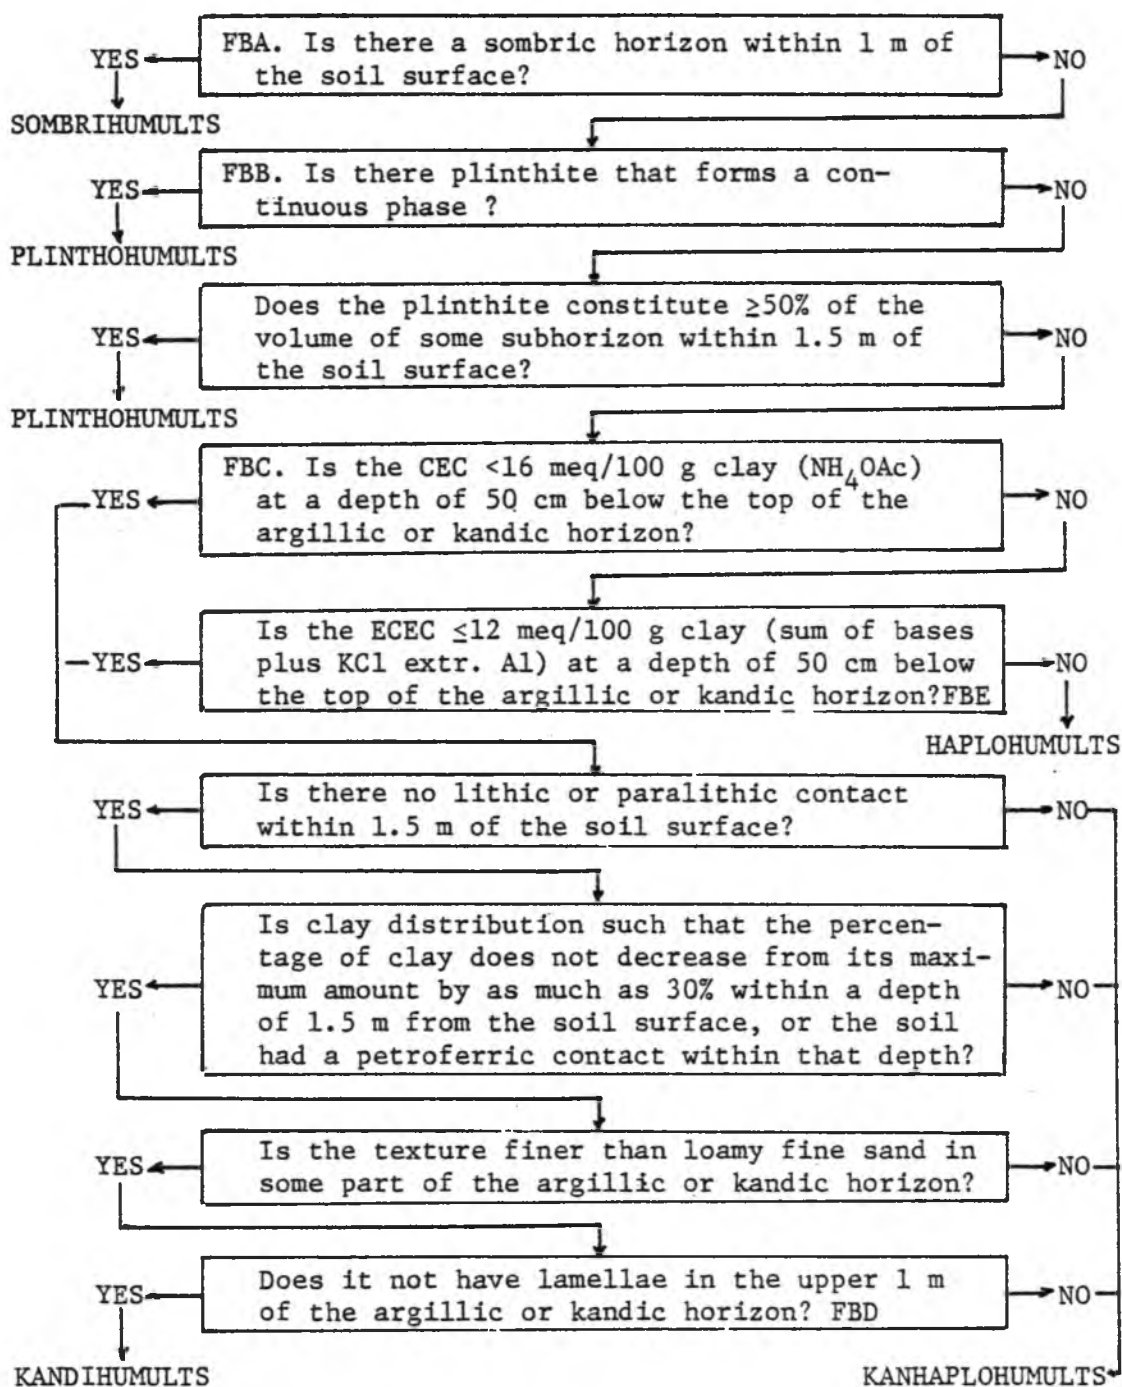 FBA. Is there a sombric horizon within 1 m of
the soil surface?
YES
NO
SOMBRIHUMULTS
FBB. Is there plinthite that forms a con-
tinuous phase ?
YES
NO
PLINTHOHUMULTS
Does the plinthite constitute ≥50% of the
volume of some subhorizon within 1.5 m of
the soil surface?
YES
NO
PLINTHOHUMULTS
FBC. Is the CEC <16 meq/100 g clay (NH4OAc)
at a depth of 50 cm below the top of the
argillic or kandic horizon?
YES
NO
Is the ECEC ≤12 meq/100 g clay (sum of bases
plus KCl extr. Al) at a depth of 50 cm below
the top of the argillic or kandic horizon?FBE
YES
NO
HAPLOHUMULTS
Is there no lithic or paralithic contact
within 1.5 m of the soil surface?
YES
NO
Is clay distribution such that the percen-
tage of clay does not decrease from its maxi-
mum amount by as much as 30% within a depth
of 1.5 m from the soil surface, or the soil
had a petroferric contact within that depth?
YES
NO
Is the texture finer than loamy fine sand in
some part of the argillic or kandic horizon?
YES
NO
Does it not have lamellae in the upper 1 m
of the argillic or kandic horizon? FBD
YES
NO
KANDIHUMULTS
KANHAPLOHUMULTS